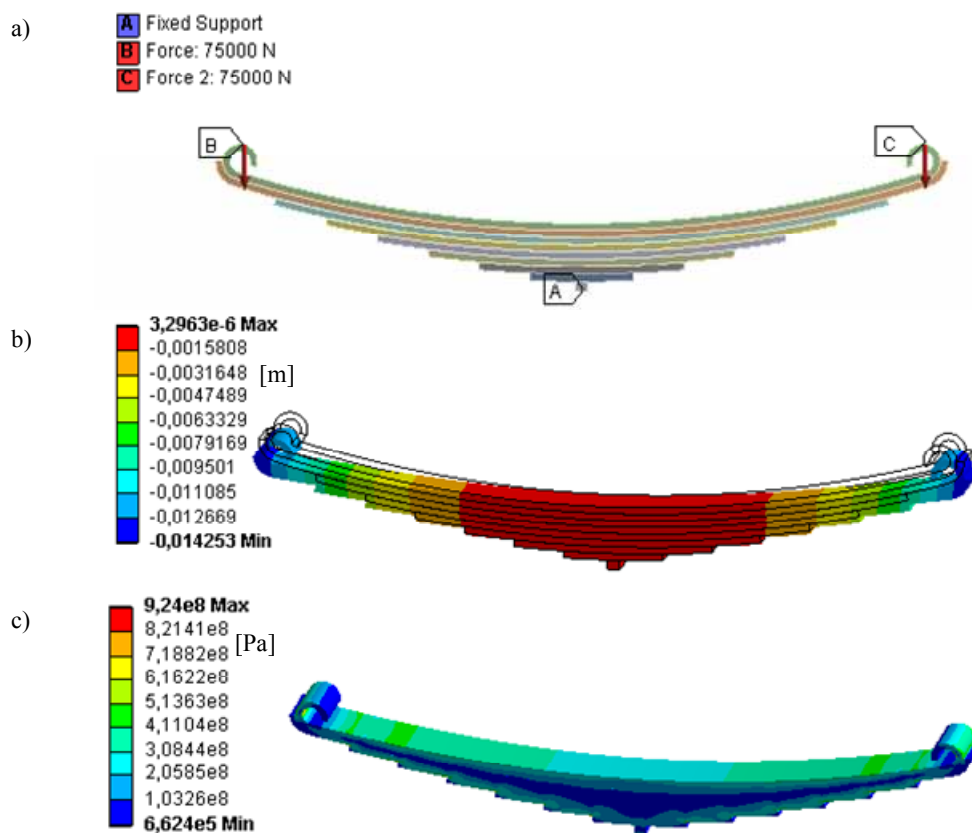 a)
A Fixed Support
B Force: 75000 N
C Force 2: 75000 N
B
C
A
b)
3,2963e-6 Max
-0,0015808
-0,0031648
[m]
-0,0047489
-0,0063329
-0,0079169
-0,009501
-0,011085
-0,012669
-0,014253 Min
c)
9,24e8 Max
8,2141e8
[Pa]
7,1882e8
6,1622e8
5,1363e8
4,1104e8
3,0844e8
2,0585e8
1,0326e8
6,624e5 Min